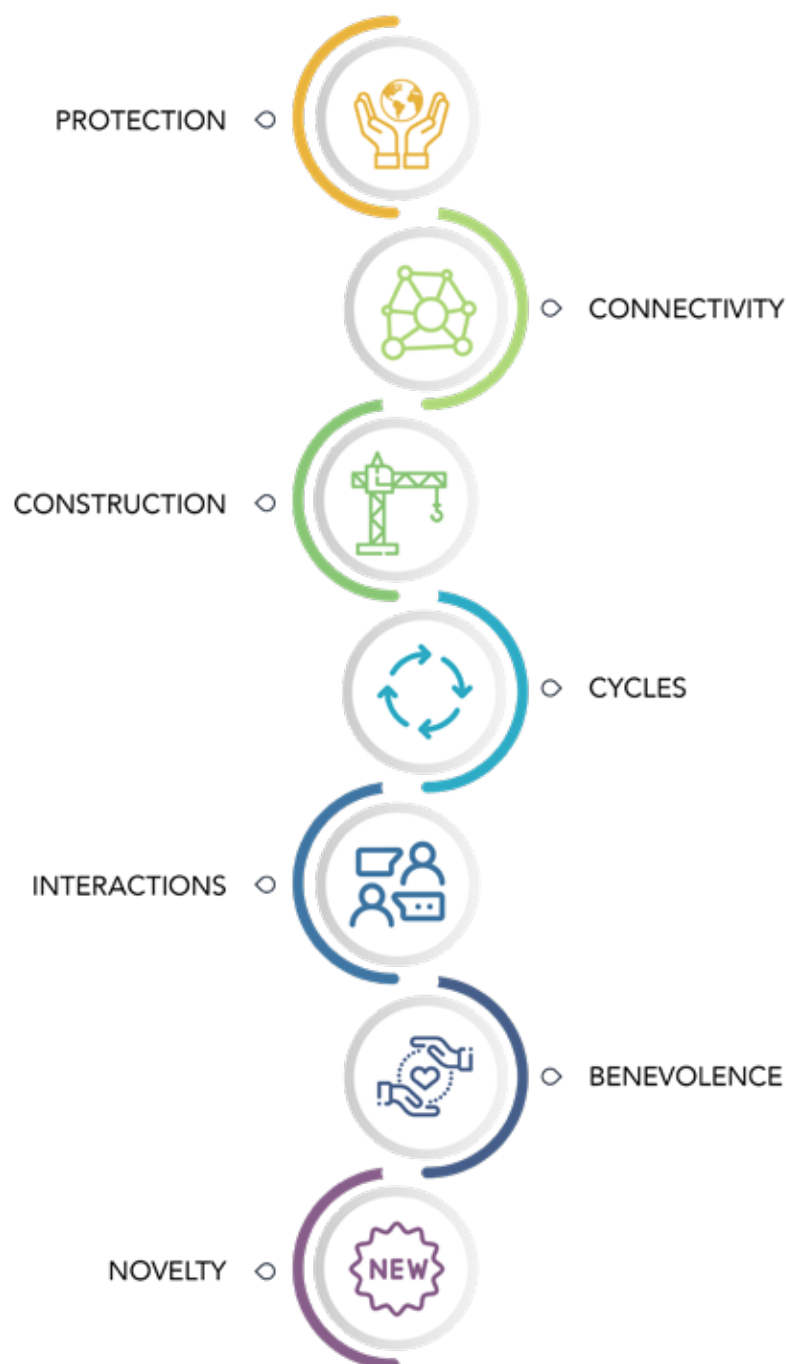 PROTECTION
CONNECTIVITY
CONSTRUCTION
CYCLES
INTERACTIONS
BENEVOLENCE
NOVELTY
NEW